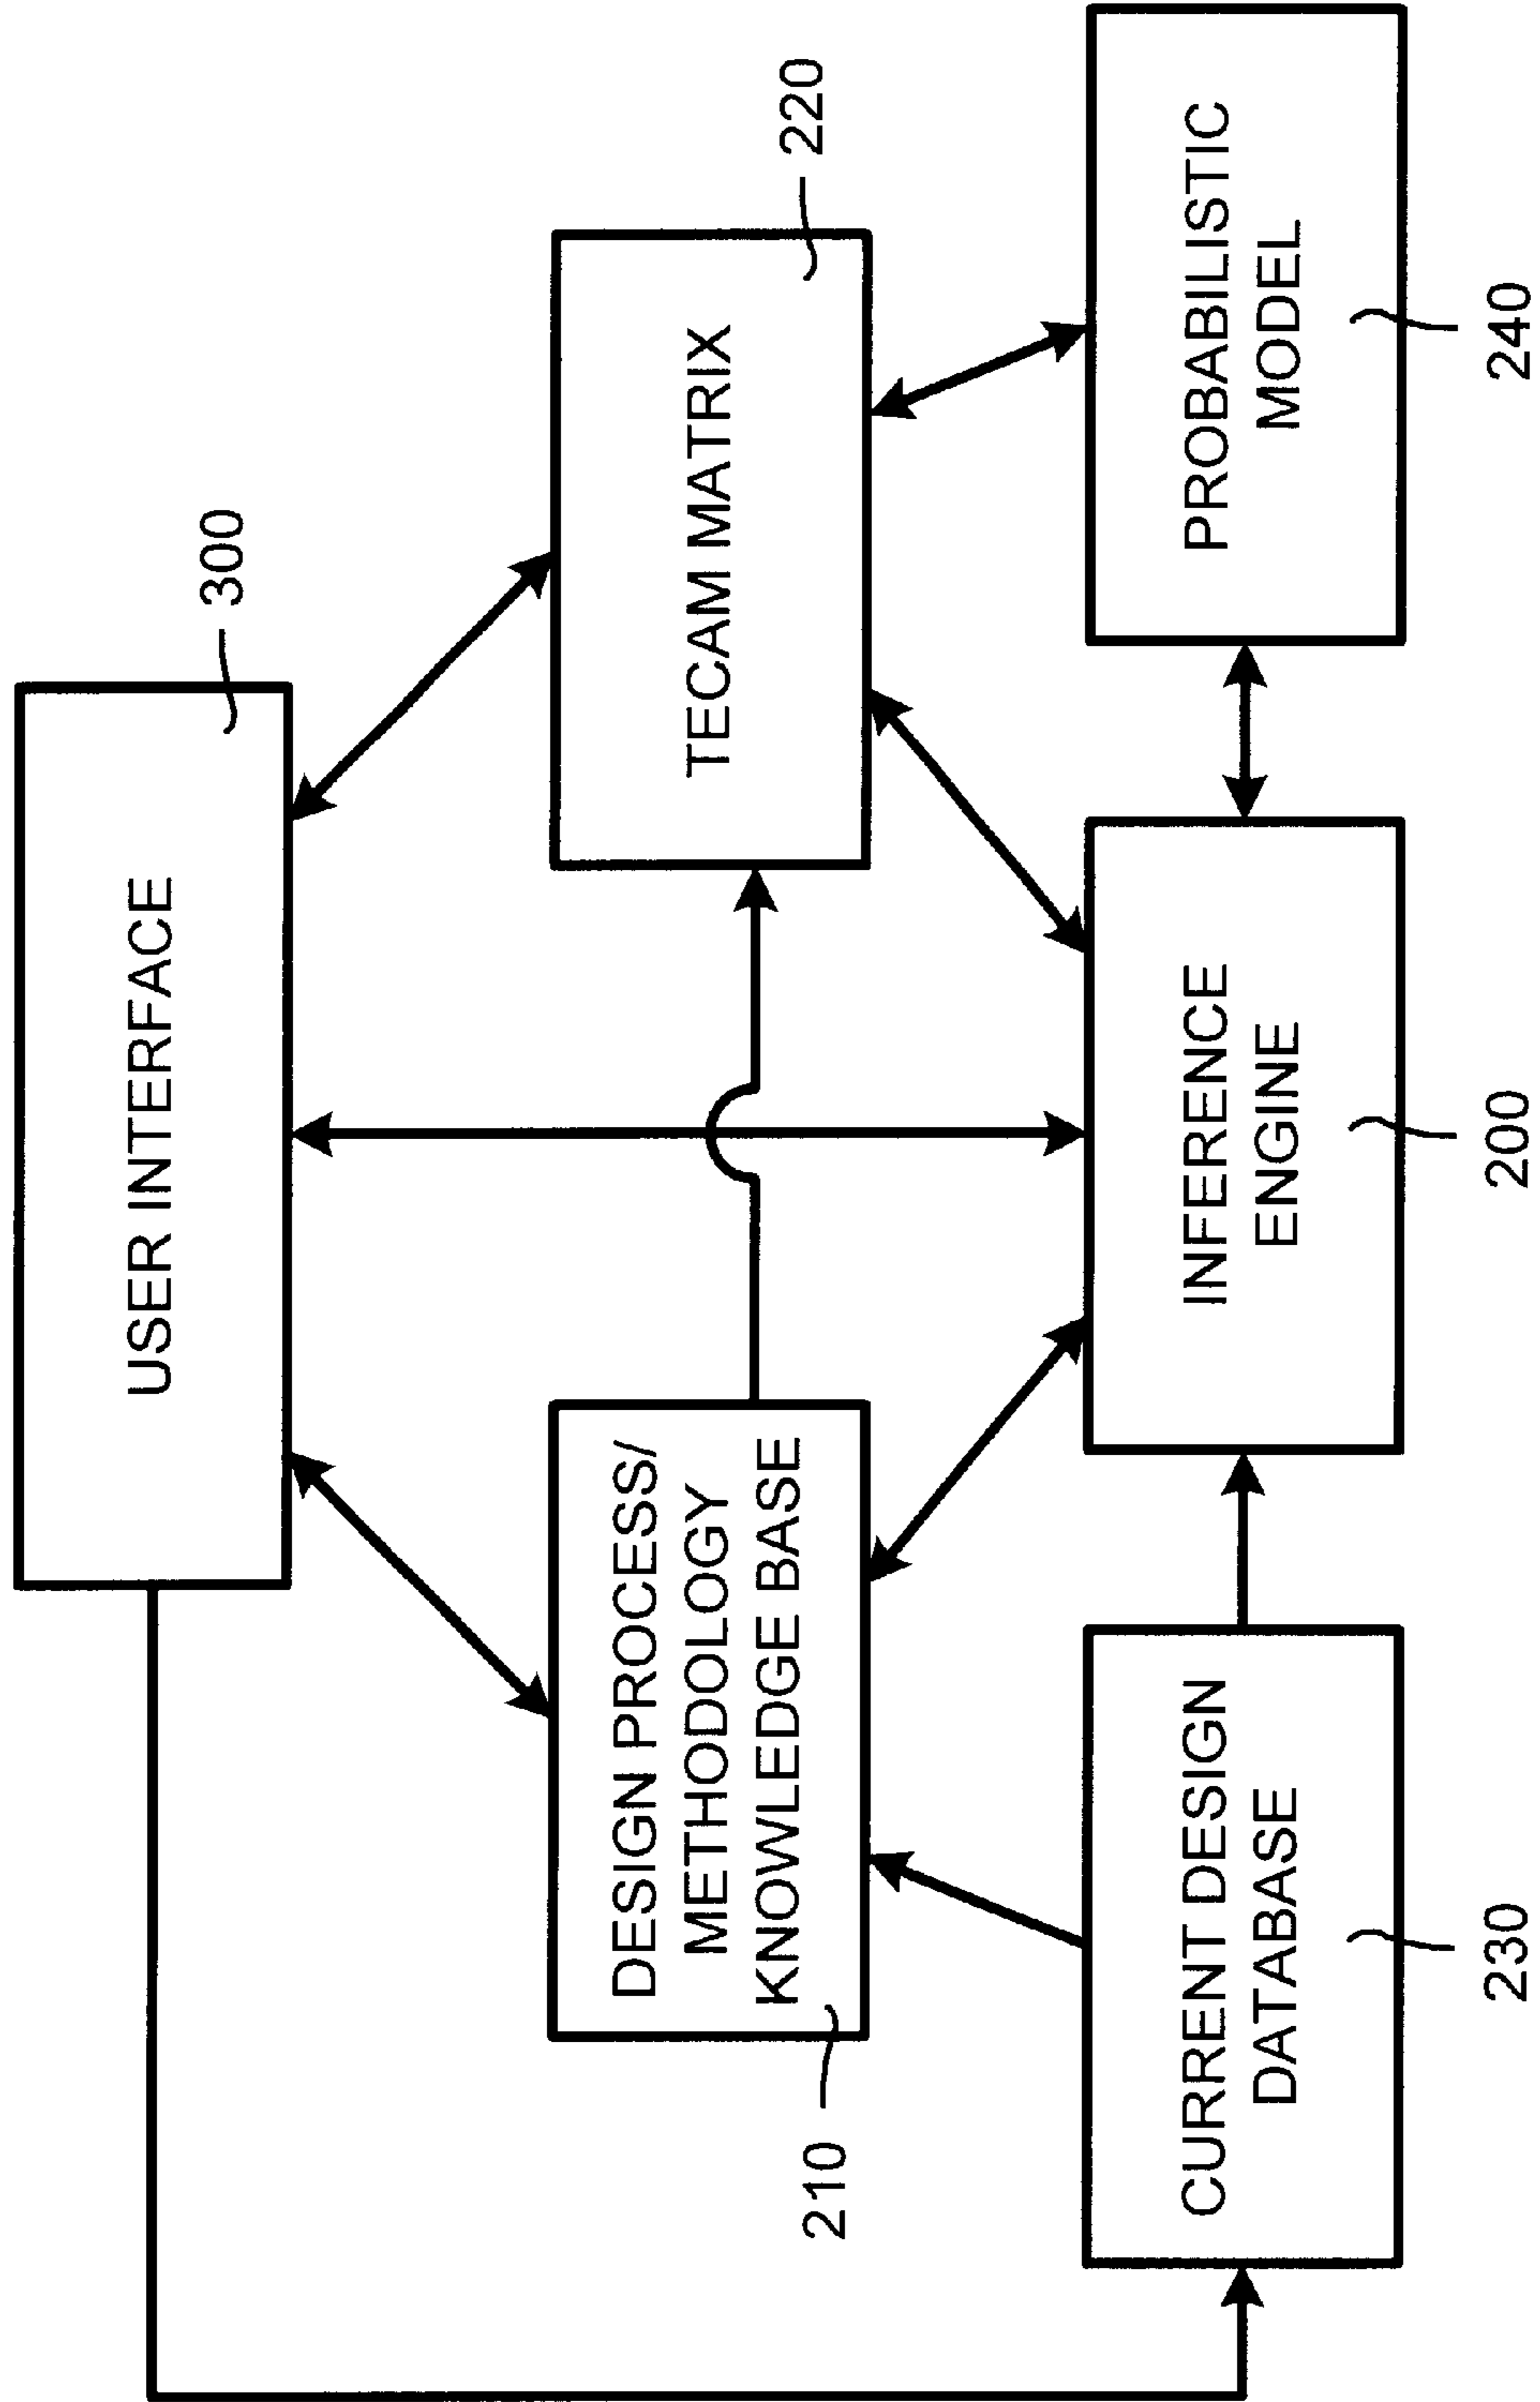 USER INTERFACE
300
DESIGN PROCESS/
METHODOLOGY
KNOWLEDGE BASE
210
TECAM MATRIX
220
CURRENT DESIGN
DATABASE
230
INFERENCE
ENGINE
200
PROBABILISTIC
MODEL
240